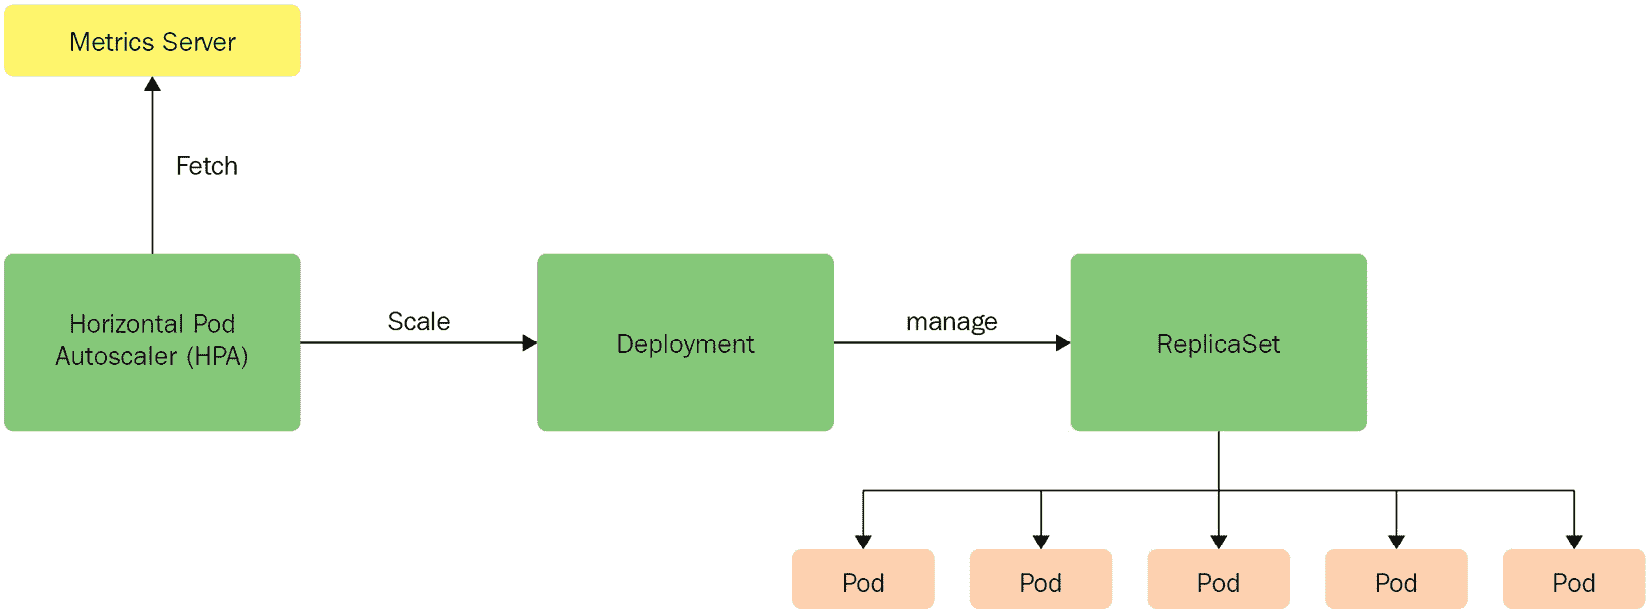 Metrics Server
Fetch
Horizontal Pod
Autoscaler (HPA)
Scale
Deployment
manage
ReplicaSet
Pod
Pod
Pod
Pod
Pod